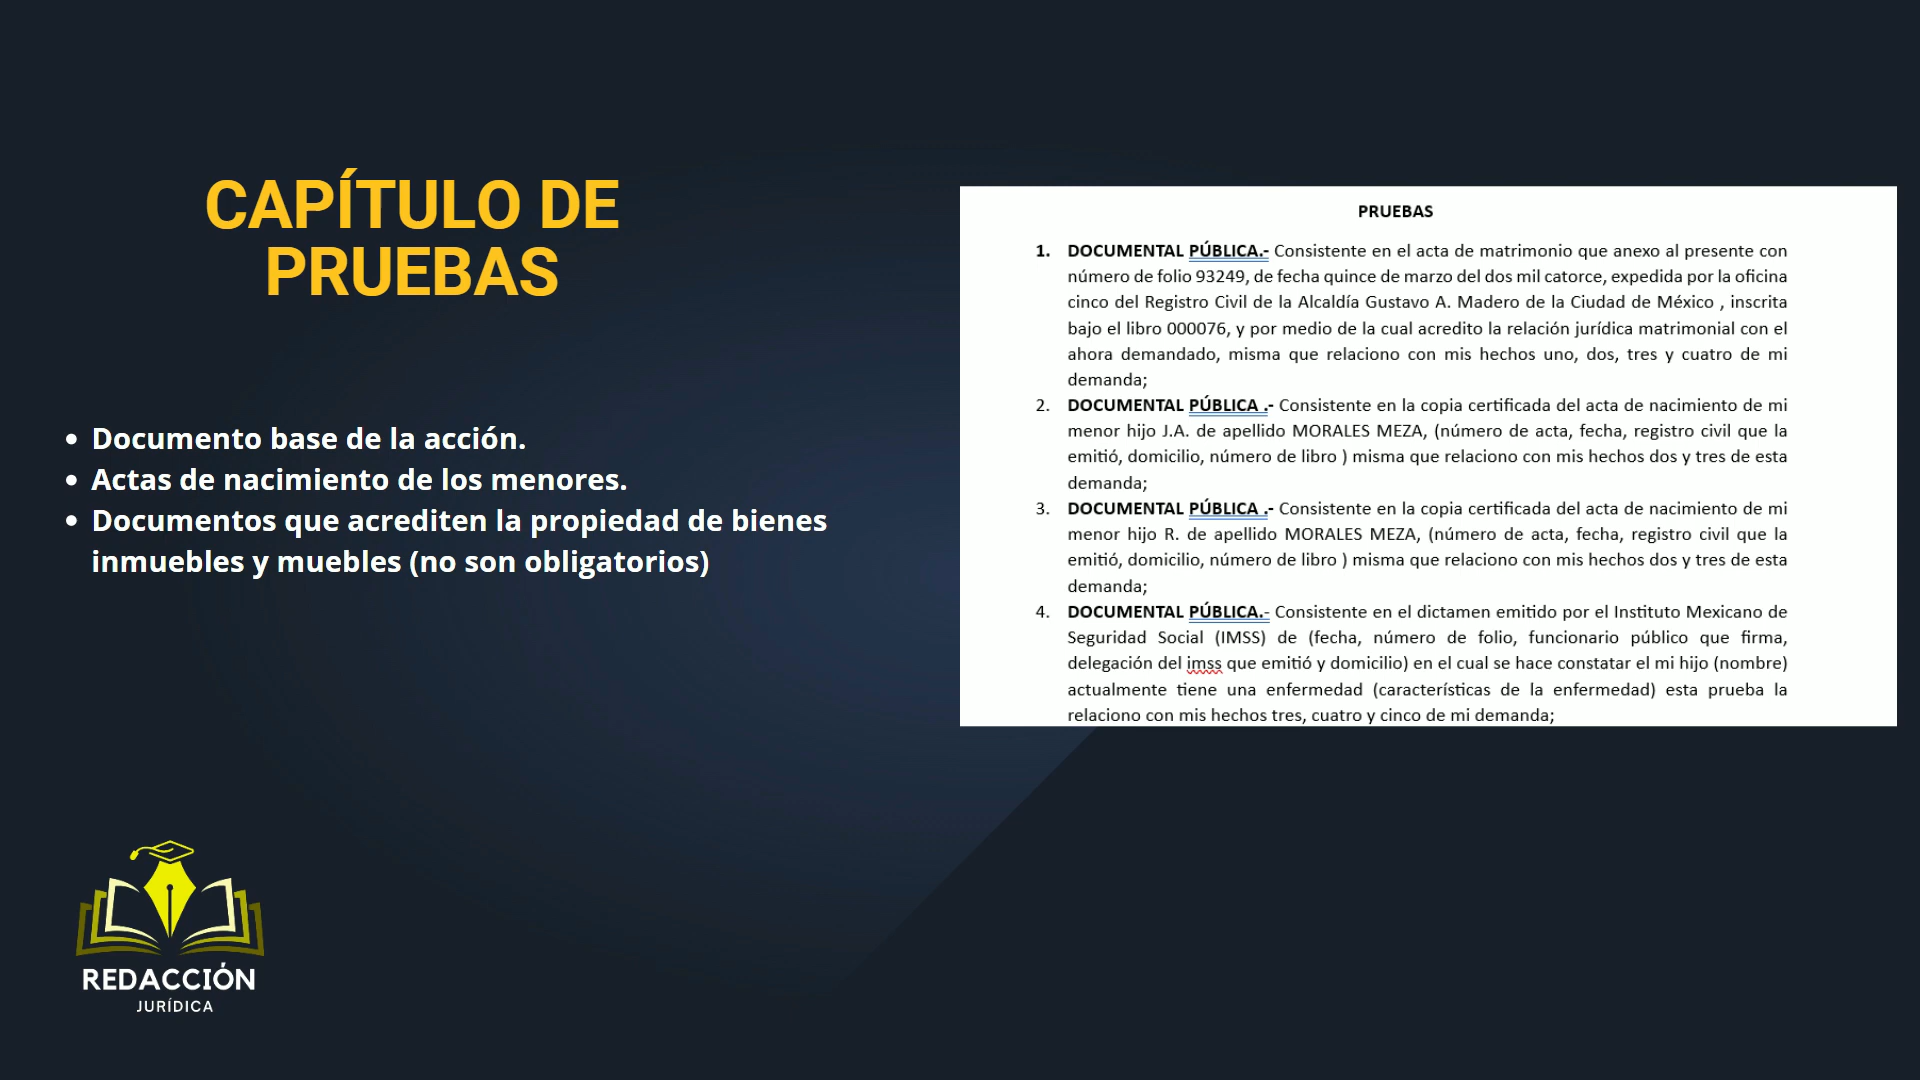 CAPÍTULO DE
PRUEBAS
• Documento base de la acción.
• Actas de nacimiento de los menores.
• Documentos que acrediten la propiedad de bienes
inmuebles y muebles (no son obligatorios)
REDACCIÓN
JURÍDICA
PRUEBAS
1. DOCUMENTAL PÚBLICA.- Consistente en el acta de matrimonio que anexo al presente con
número de folio 93249, de fecha quince de marzo del dos mil catorce, expedida por la oficina
cinco del Registro Civil de la Alcaldía Gustavo A. Madero de la Ciudad de México , inscrita
bajo el libro 000076, y por medio de la cual acredito la relación jurídica matrimonial con el
ahora demandado, misma que relaciono con mis hechos uno, dos, tres y cuatro de mi
demanda;
2. DOCUMENTAL PÚBLICA .- Consistente en la copia certificada del acta de nacimiento de mi
menor hijo J.A. de apellido MORALES MEZA, (número de acta, fecha, registro civil que la
emitió, domicilio, número de libro ) misma que relaciono con mis hechos dos y tres de esta
demanda;
3. DOCUMENTAL PÚBLICA .- Consistente en la copia certificada del acta de nacimiento de mi
menor hijo R. de apellido MORALES MEZA, (número de acta, fecha, registro civil que la
emitió, domicilio, número de libro ) misma que relaciono con mis hechos dos y tres de esta
demanda;
4. DOCUMENTAL PÚBLICA.- Consistente en el dictamen emitido por el Instituto Mexicano de
Seguridad Social (IMSS) de (fecha, número de folio, funcionario público que firma,
delegación del imss que emitió y domicilio) en el cual se hace constatar el mi hijo (nombre)
actualmente tiene una enfermedad (características de la enfermedad) esta prueba la
relaciono con mis hechos tres, cuatro y cinco de mi demanda;